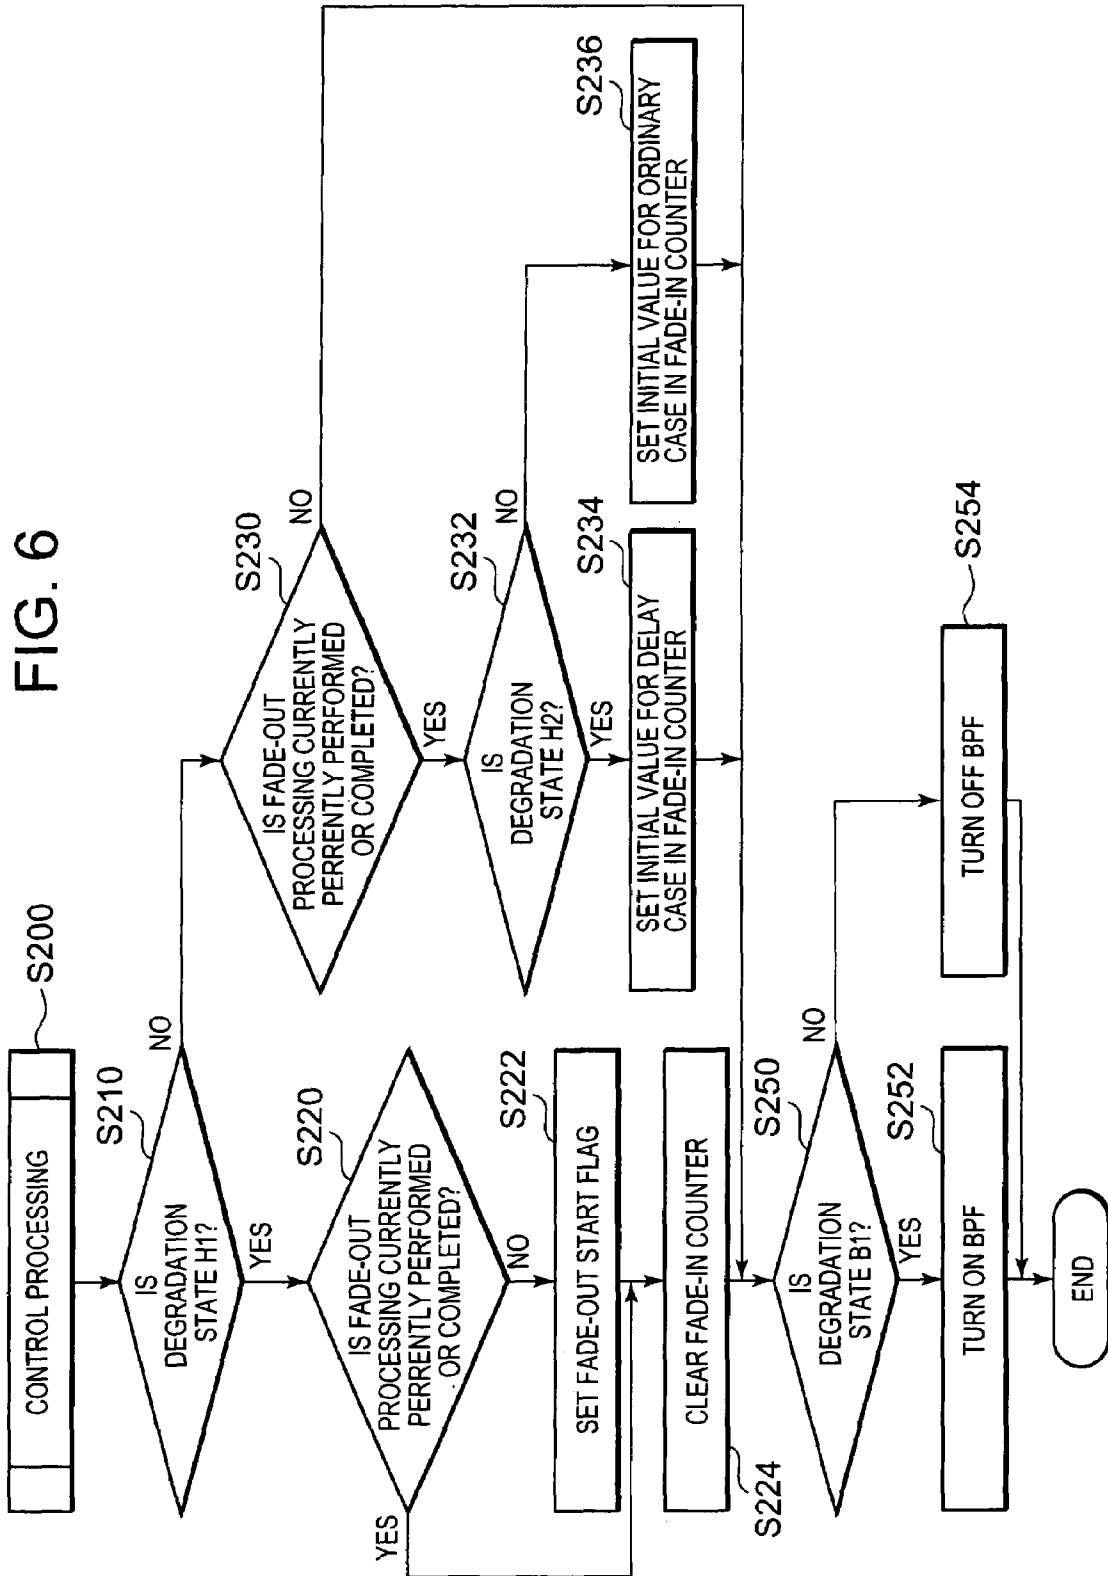 FIG. 6
CONTROL PROCESSING
S200
IS
DEGRADATION
STATE H1?
S210
NO
YES
IS FADE-OUT
PROCESSING CURRENTLY
PERRENTLY PERFORMED
OR COMPLETED?
S220
YES
NO
SET FADE-OUT START FLAG
S222
CLEAR FADE-IN COUNTER
S224
IS FADE-OUT
PROCESSING CURRENTLY
PERRENTLY PERFORMED
OR COMPLETED?
S230
NO
YES
IS
DEGRADATION
STATE H2?
S232
NO
YES
SET INITIAL VALUE FOR DELAY
CASE IN FADE-IN COUNTER
S234
SET INITIAL VALUE FOR ORDINARY
CASE IN FADE-IN COUNTER
S236
IS
DEGRADATION
STATE B1?
S250
NO
YES
TURN ON BPF
S252
TURN OFF BPF
S254
END